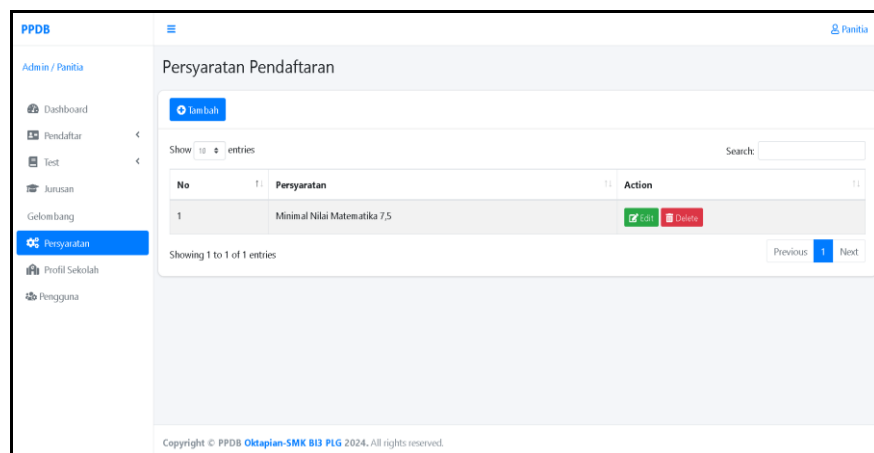 PPDB
Panitia
Admin / Panitia
Persyaratan Pendaftaran
Dashboard
Pendaftar
Test
Jurusan
Gelombang
Persyaratan
Profil Sekolah
Pengguna
Tambah
Show 10 entries
Search:
No Persyaratan Action
1 Minimal Nilai Matematika 7,5 Edit Delete
Showing 1 to 1 of 1 entries
Previous 1 Next
Copyright © PPDB Oktapian-SMK BI3 PLG 2024. All rights reserved.